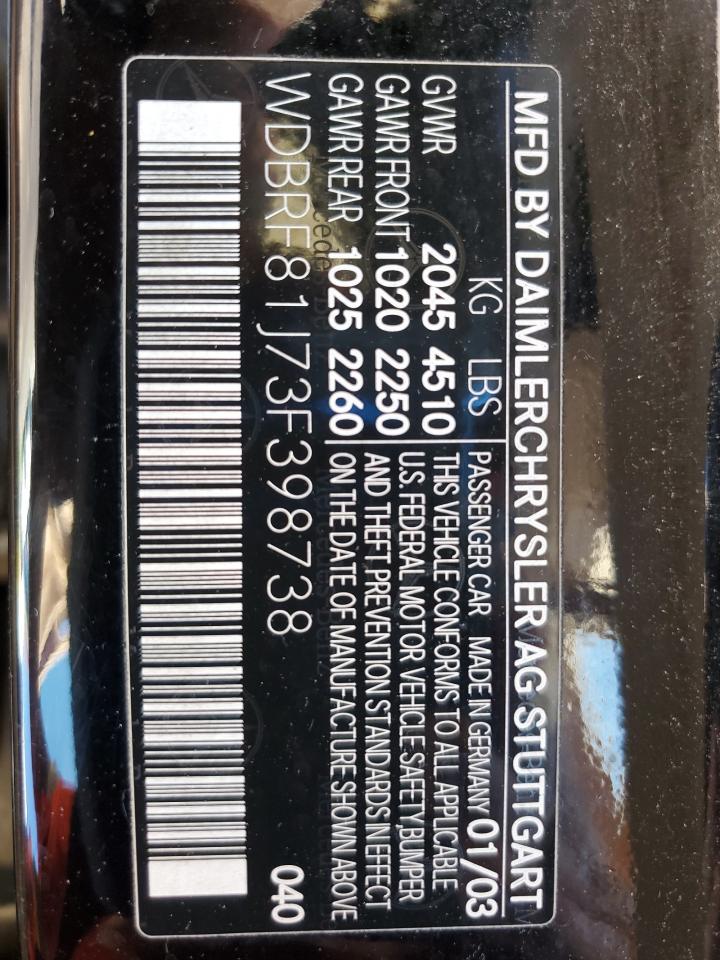 MFD BY DAIMLERCHRYSLER AG STUTTGART
KG LBS
GVWR 2045 4510
GAWR FRONT 1020 2250
GAWR REAR 1025 2260
PASSENGER CAR MADE IN GERMANY 01/03
THIS VEHICLE CONFORMS TO ALL APPLICABLE
U.S. FEDERAL MOTOR VEHICLE SAFETY,BUMPER
AND THEFT PREVENTION STANDARDS IN EFFECT
ON THE DATE OF MANUFACTURE SHOWN ABOVE
WDBRF81J73F398738
040